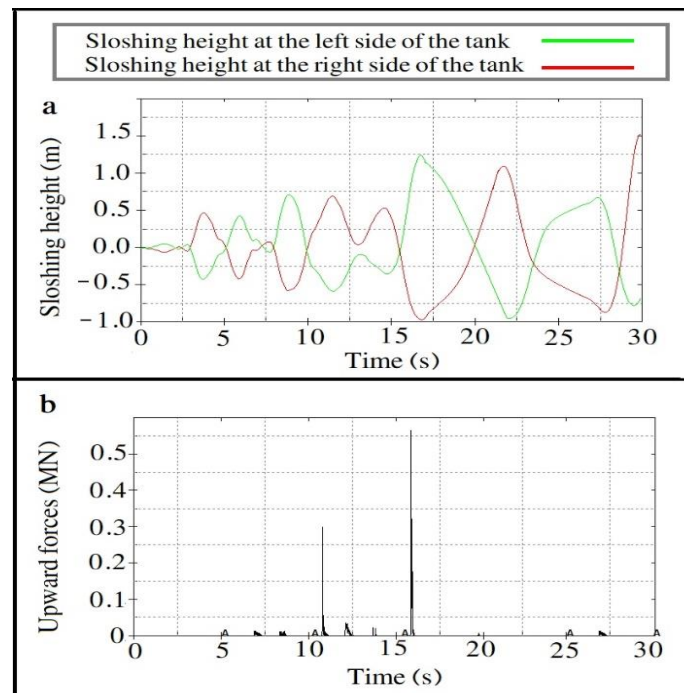 Sloshing height at the left side of the tank
Sloshing height at the right side of the tank
a
Sloshing height (m)
1.5
1.0
0.5
0.0
-0.5
-1.0
0 5 10 15 20 25 30
Time (s)
b
Upward forces (MN)
0.5
0.4
0.3
0.2
0.1
0
0 5 10 15 20 25 30
Time (s)